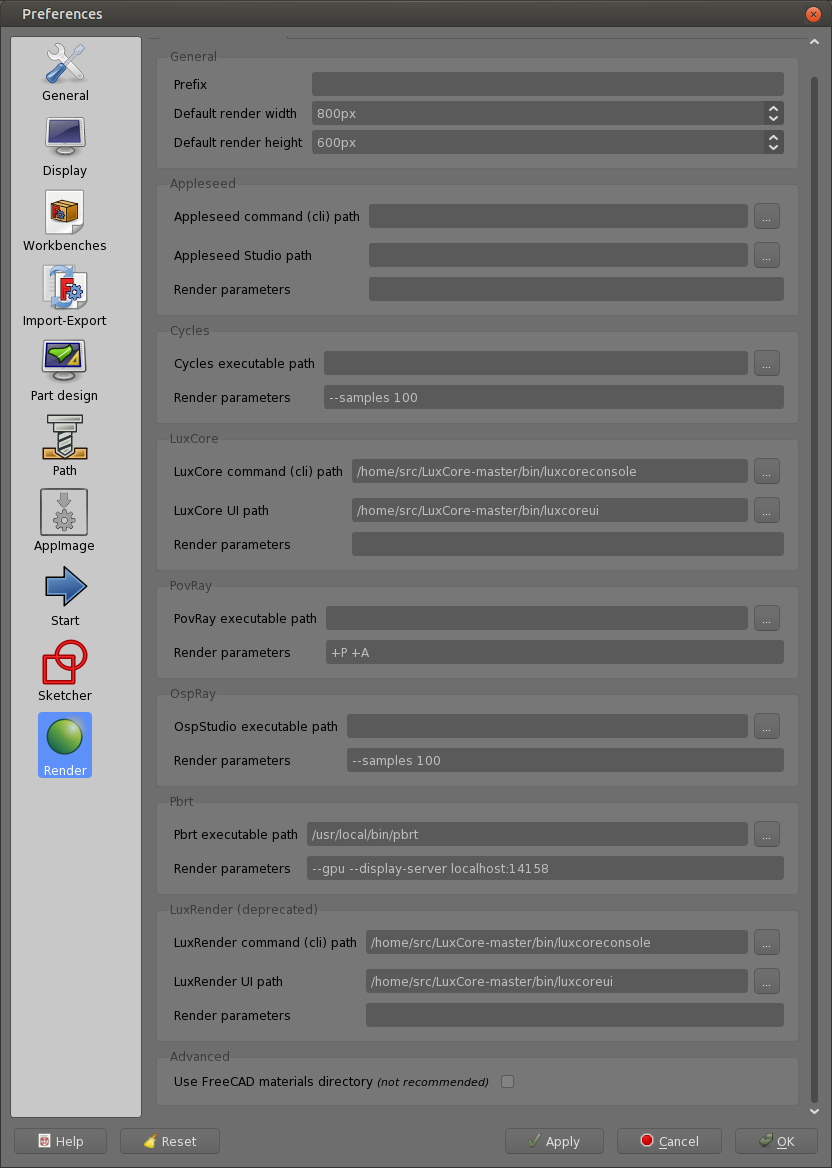 Preferences
General
Display
Workbenches
Import-Export
Part design
Path
AppImage
Start
Sketcher
Render
General
Prefix
Default render width 800px
Default render height 600px
Appleseed
Appleseed command (cli) path ...
Appleseed Studio path ...
Render parameters
Cycles
Cycles executable path ...
Render parameters --samples 100
LuxCore
LuxCore command (cli) path /home/src/LuxCore-master/bin/luxcoreconsole ...
LuxCore UI path /home/src/LuxCore-master/bin/luxcoreui ...
Render parameters
PovRay
PovRay executable path ...
Render parameters +P +A
OspRay
OspStudio executable path ...
Render parameters --samples 100
Pbrt
Pbrt executable path /usr/local/bin/pbrt ...
Render parameters --gpu --display-server localhost:14158
LuxRender (deprecated)
LuxRender command (cli) path /home/src/LuxCore-master/bin/luxcoreconsole ...
LuxRender UI path /home/src/LuxCore-master/bin/luxcoreui ...
Render parameters
Advanced
Use FreeCAD materials directory (not recommended)
Help Reset Apply Cancel OK